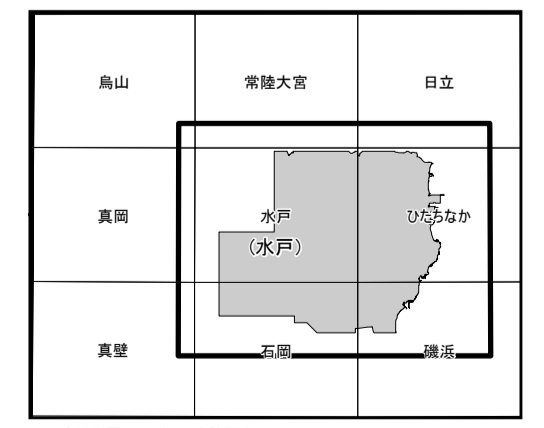 烏山
常陸大宮
日立
真岡
水戸
ひたちなか
(水戸)
真壁
石岡
磯浜